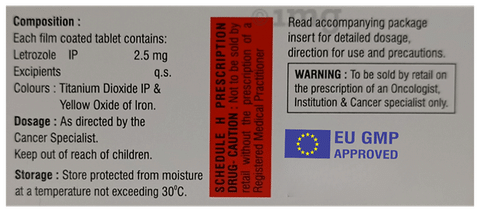 Composition :
Each film coated tablet contains:
Letrozole IP 2.5 mg
Excipients q.s.
Colours : Titanium Dioxide IP &
Yellow Oxide of Iron.
Dosage : As directed by the
Cancer Specialist.
Keep out of reach of children.
Storage : Store protected from moisture
at a temperature not exceeding 30°C.
SCHEDULE H PRESCRIPTION
DRUG- CAUTION : Not to be sold by
retail without the prescription of a
Registered Medical Practitioner
1mg
Read accompanying package
insert for detailed dosage,
direction for use and precautions.
WARNING : To be sold by retail on
the prescription of an Oncologist,
Institution & Cancer specialist only.
EU GMP
APPROVED